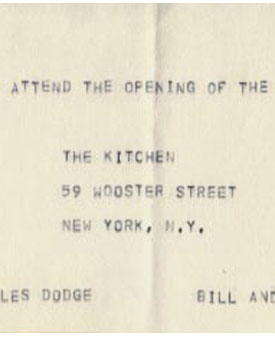 ATTEND THE OPENING OF THE
THE KITCHEN
59 WOOSTER STREET
NEW YORK, N.Y.
LES DODGE BILL AND